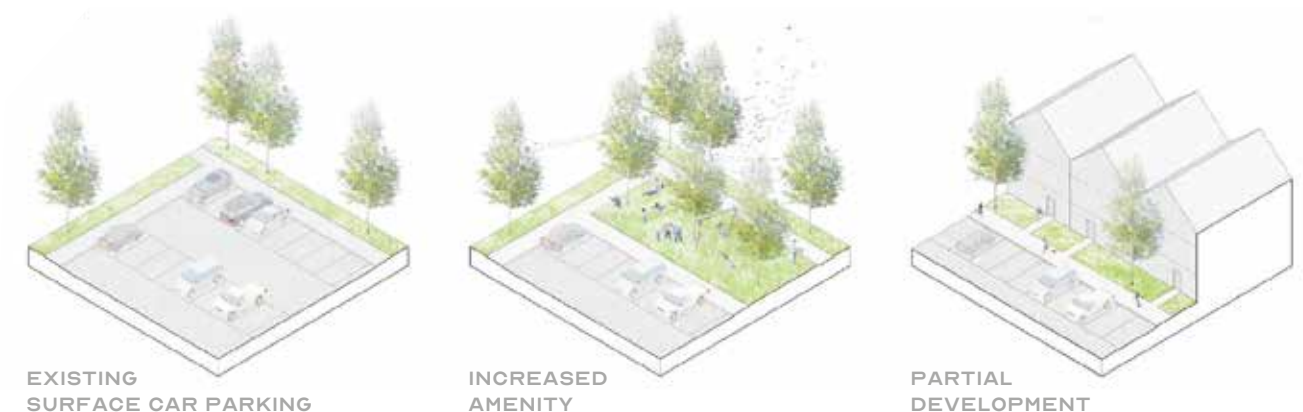 EXISTING
SURFACE CAR PARKING
INCREASED
AMENITY
PARTIAL
DEVELOPMENT